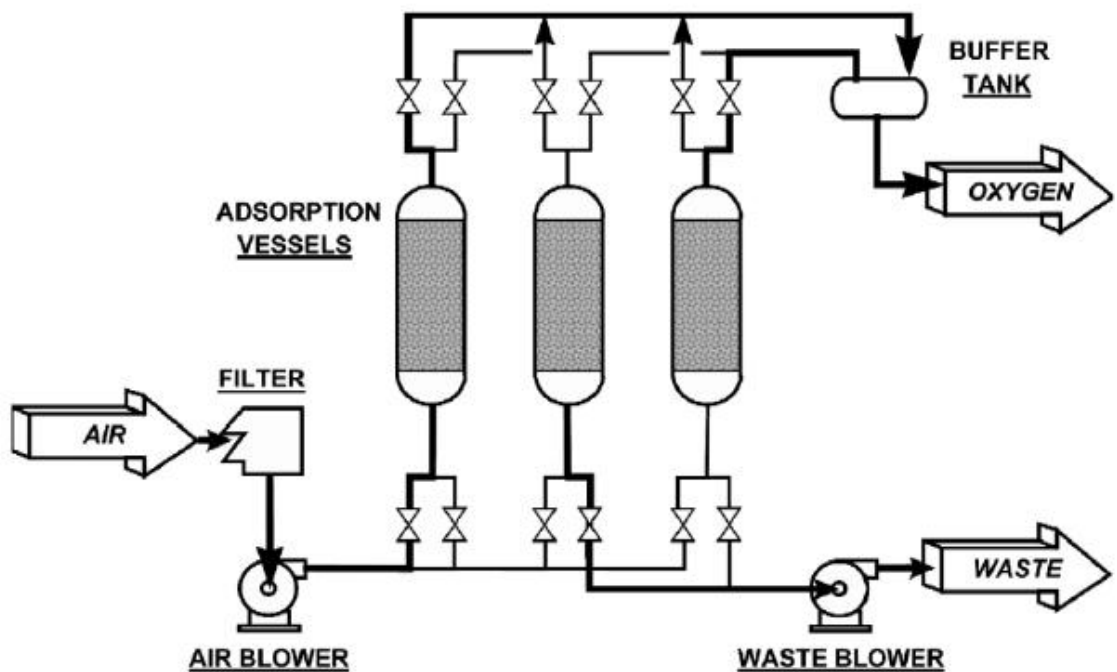 BUFFER
TANK
OXYGEN
ADSORPTION
VESSELS
FILTER
AIR
WASTE
AIR BLOWER
WASTE BLOWER